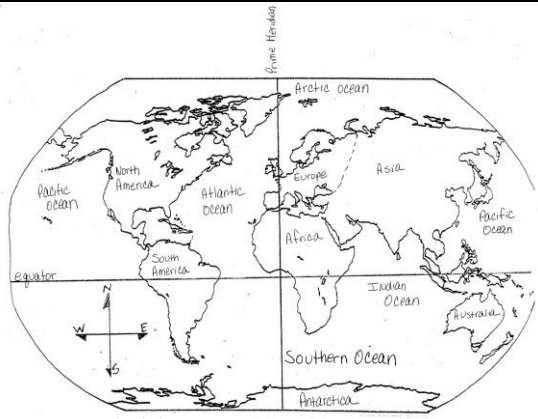 Prime Meridian
Arctic ocean
North
America
Europe
Asia
Pacific
ocean
Atlantic
ocean
Pacific
Ocean
Africa
South
America
equator
Indian
Ocean
N
W
E
S
Australia
Southern Ocean
Antarctica